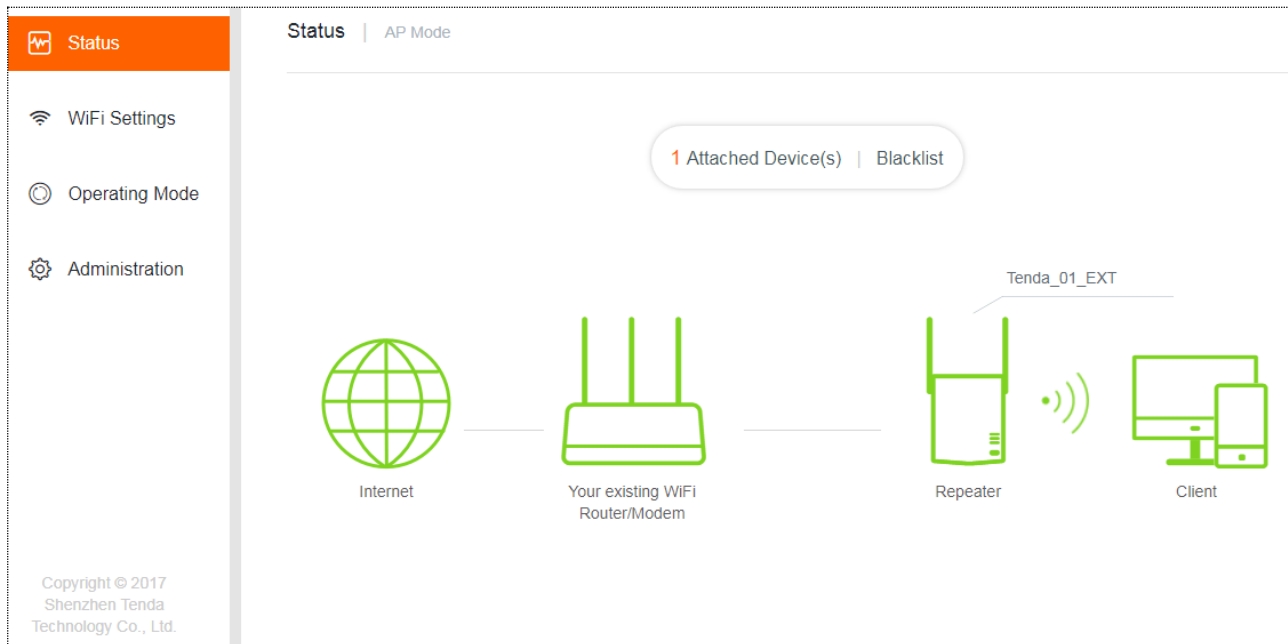 Status
WiFi Settings
Operating Mode
Administration
Copyright © 2017
Shenzhen Tenda
Technology Co., Ltd.
Status | AP Mode
1 Attached Device(s) | Blacklist
Tenda_01_EXT
Internet
Your existing WiFi
Router/Modem
Repeater
Client